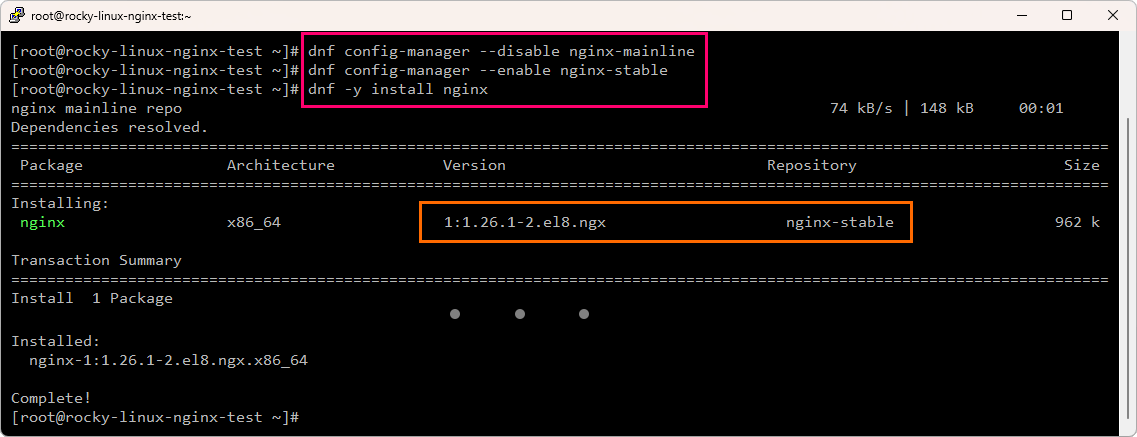 root@rocky-linux-nginx-test:~
[root@rocky-linux-nginx-test ~]# dnf config-manager --disable nginx-mainline
[root@rocky-linux-nginx-test ~]# dnf config-manager --enable nginx-stable
[root@rocky-linux-nginx-test ~]# dnf -y install nginx
nginx mainline repo 74 kB/s | 148 kB 00:01
Dependencies resolved.
================================================================================
Package Architecture Version Repository Size
================================================================================
Installing:
nginx x86_64 1:1.26.1-2.el8.ngx nginx-stable 962 k
Transaction Summary
================================================================================
Install 1 Package
Installed:
nginx-1:1.26.1-2.el8.ngx.x86_64
Complete!
[root@rocky-linux-nginx-test ~]#